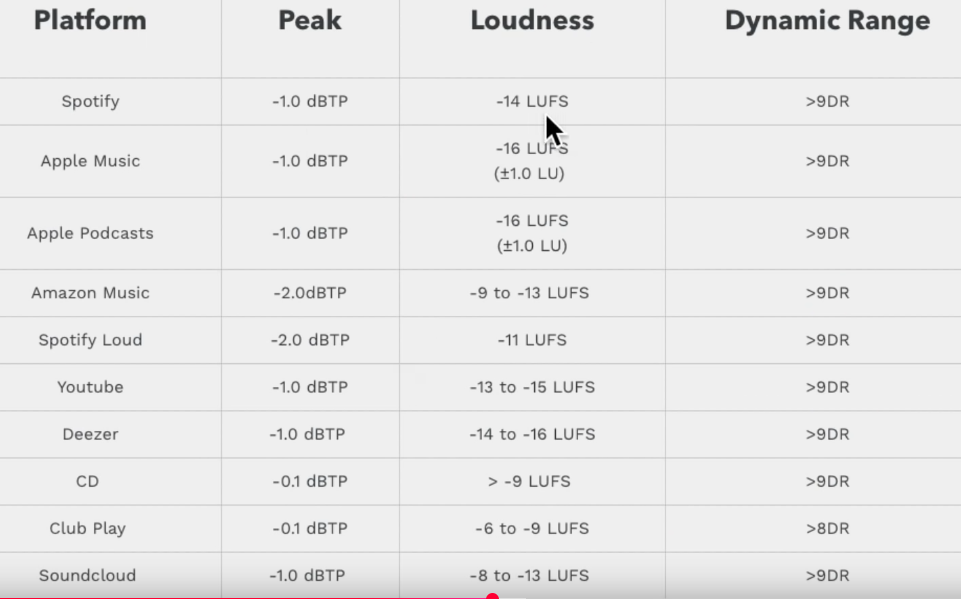 Platform Peak Loudness Dynamic Range
Spotify -1.0 dBTP -14 LUFS >9DR
Apple Music -1.0 dBTP -16 LUFS (±1.0 LU) >9DR
Apple Podcasts -1.0 dBTP -16 LUFS (±1.0 LU) >9DR
Amazon Music -2.0dBTP -9 to -13 LUFS >9DR
Spotify Loud -2.0 dBTP -11 LUFS >9DR
Youtube -1.0 dBTP -13 to -15 LUFS >9DR
Deezer -1.0 dBTP -14 to -16 LUFS >9DR
CD -0.1 dBTP > -9 LUFS >9DR
Club Play -0.1 dBTP -6 to -9 LUFS >8DR
Soundcloud -1.0 dBTP -8 to -13 LUFS >9DR